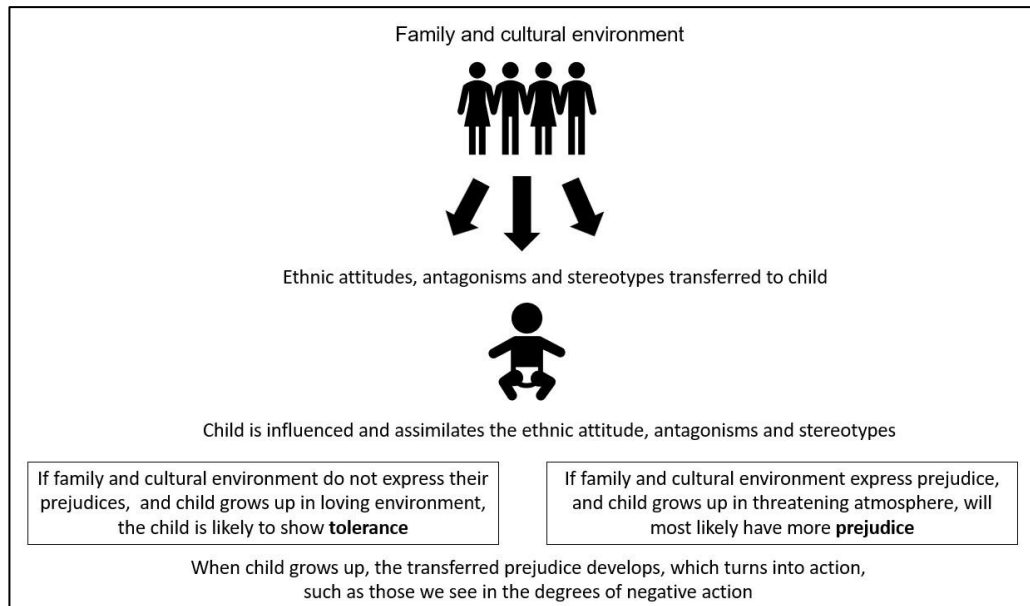 Family and cultural environment
Ethnic attitudes, antagonisms and stereotypes transferred to child
Child is influenced and assimilates the ethnic attitude, antagonisms and stereotypes
If family and cultural environment do not express their
prejudices, and child grows up in loving environment,
the child is likely to show tolerance
If family and cultural environment express prejudice,
and child grows up in threatening atmosphere, will
most likely have more prejudice
When child grows up, the transferred prejudice develops, which turns into action,
such as those we see in the degrees of negative action